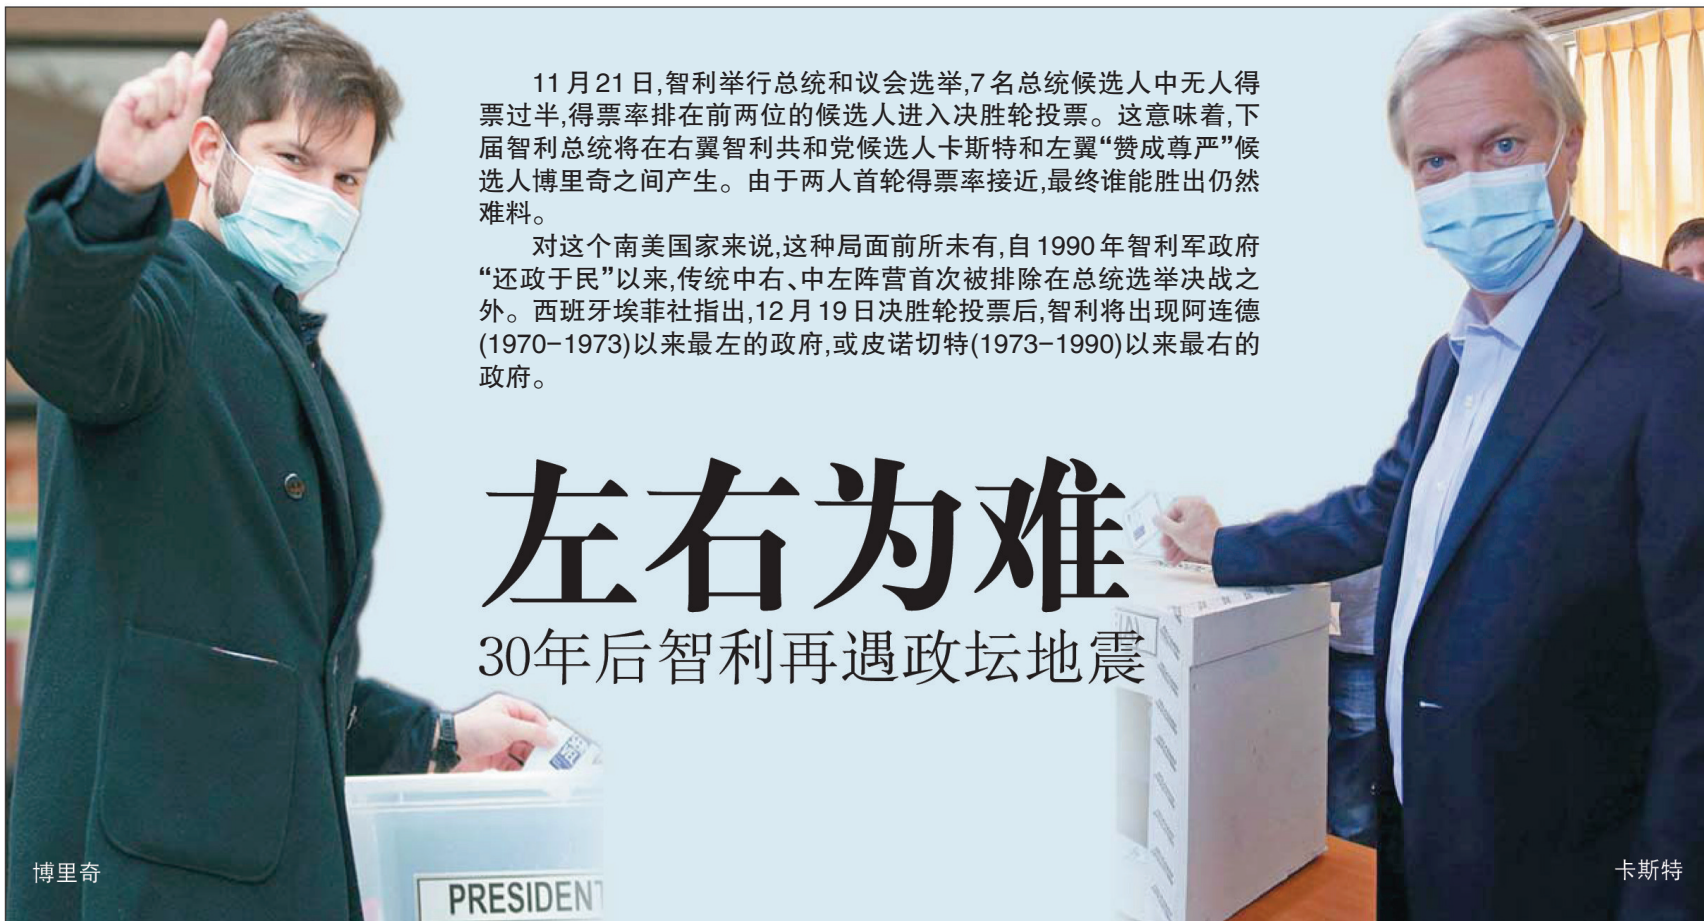 11月21日,智利举行总统和议会选举,7名总统候选人中无人得
票过半,得票率排在前两位的候选人进入决胜轮投票。这意味着,下
届智利总统将在右翼智利共和党候选人卡斯特和左翼“赞成尊严”候
选人博里奇之间产生。由于两人首轮得票率接近,最终谁能胜出仍然
难料。
对这个南美国家来说,这种局面前所未有,自1990年智利军政府
“还政于民”以来,传统中右、中左阵营首次被排除在总统选举决战之
外。西班牙埃菲社指出,12月19日决胜轮投票后,智利将出现阿连德
(1970-1973)以来最左的政府,或皮诺切特(1973-1990)以来最右的
政府。
左右为难
30年后智利再遇政坛地震
博里奇
PRESIDENT
卡斯特